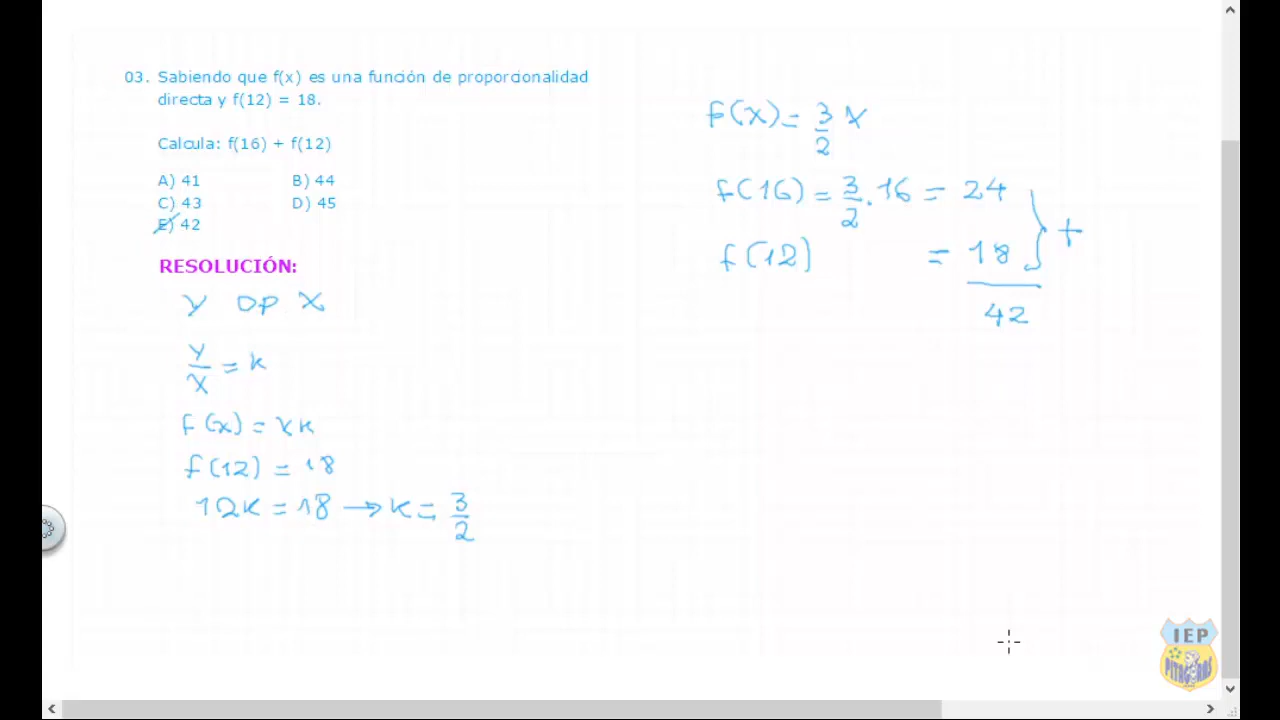 03. Sabiendo que f(x) es una función de proporcionalidad
directa y f(12) = 18.
Calcula: f(16) + f(12)
A) 41 B) 44
C) 43 D) 45
E) 42
RESOLUCIÓN:
Y DP X
Y/X = K
f(x) = XK
f(12) = 18
12K = 18 → K = 3/2
f(X) = 3/2 X
f(16) = 3/2 . 16 = 24
f(12) = 18
+
42
IEP
PITAGORAS